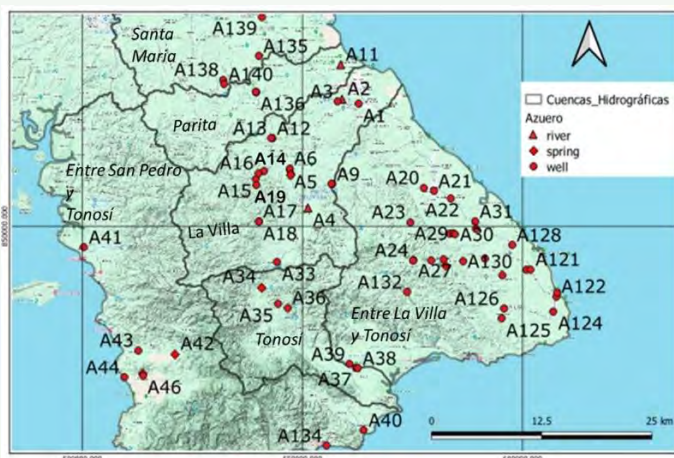 Santa
María
A139
A135
A11
A138
A140
A136
A3
A2
A1
Parita
A13
A12
Cuencas_Hidrográficas
Azuero
river
spring
well
Entre San Pedro
y
Tonosí
A16
A14
A6
A15
A5
A9
A19
A20
A21
A17
A4
A23
A22
A31
La Villa
A18
A29
A30
A128
A41
A24
A27
A130
A121
A33
A34
A132
A122
A36
A35
Entre La Villa
y Tonosí
A126
A124
A125
Tonosí
A43
A42
A39
A38
A44
A46
A37
A40
A134
0
12.5
25 km
850000.000